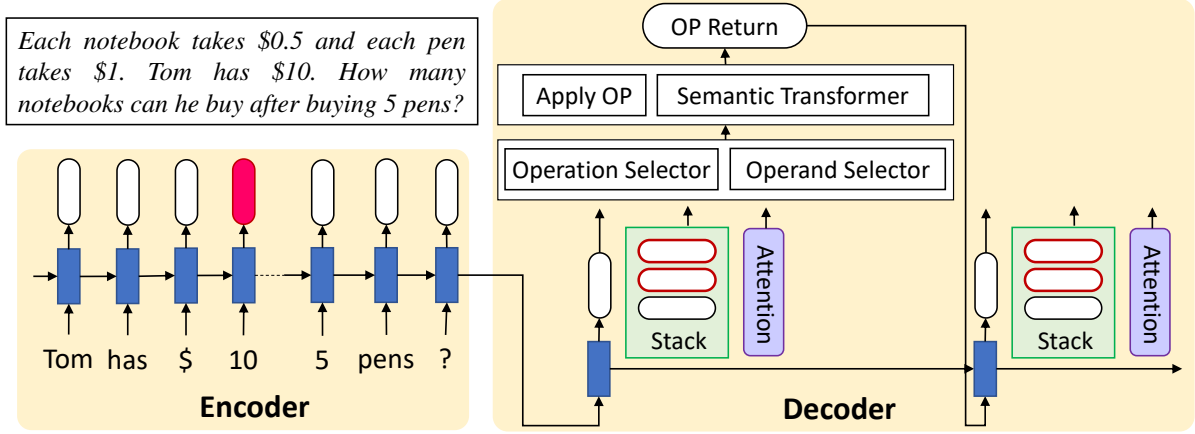 Each notebook takes $0.5 and each pen
takes $1. Tom has $10. How many
notebooks can he buy after buying 5 pens?
Tom has $ 10 5 pens ?
Encoder
OP Return
Apply OP
Semantic Transformer
Operation Selector
Operand Selector
Stack
Attention
Stack
Attention
Decoder